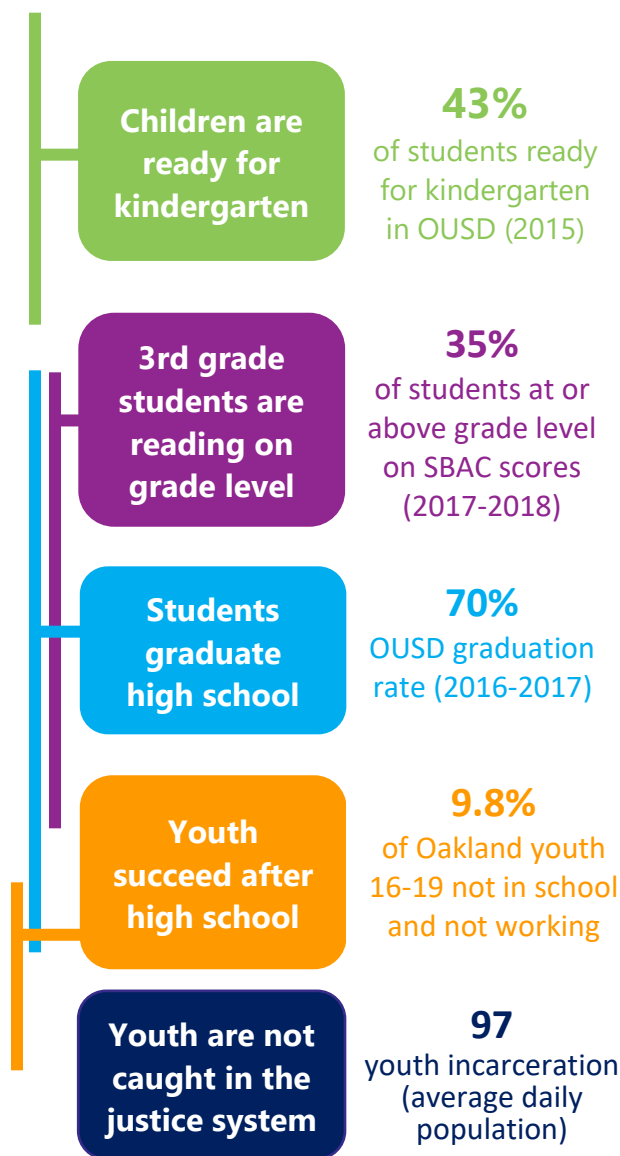 Children are
ready for
kindergarten
43%
of students ready
for kindergarten
in OUSD (2015)
3rd grade
students are
reading on
grade level
35%
of students at or
above grade level
on SBAC scores
(2017-2018)
Students
graduate
high school
70%
OUSD graduation
rate (2016-2017)
Youth
succeed after
high school
9.8%
of Oakland youth
16-19 not in school
and not working
Youth are not
caught in the
justice system
97
youth incarceration
(average daily
population)